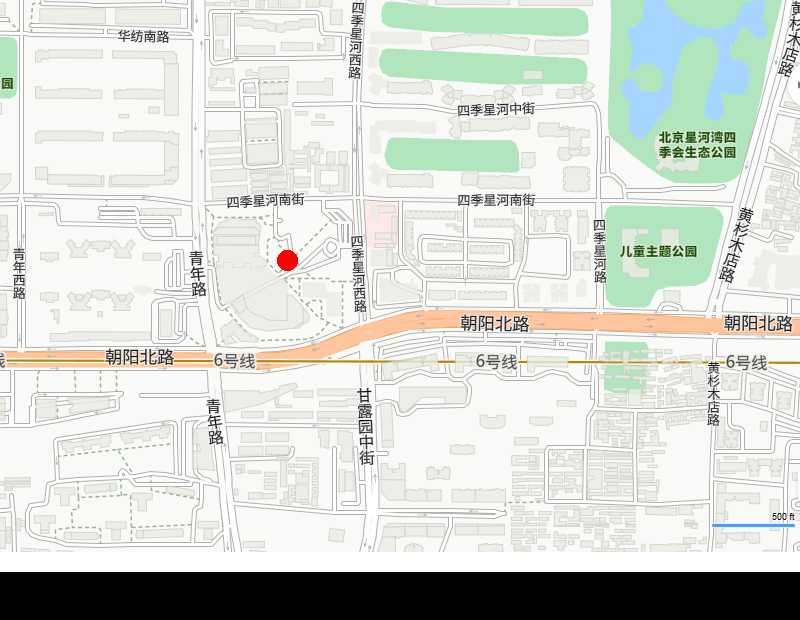 四季星河西路
黄杉木店路
华纺南路
园
四季星河中街
北京星河湾四
季会生态公园
四季星河南街
四季星河南街
黄杉木店路
四季星河路
儿童主题公园
青年西路
青年路
四季星河西路
朝阳北路
朝阳北路
朝阳北路
线
6号线
6号线
6号线
黄杉木店路
甘露园中街
青年路
500 ft